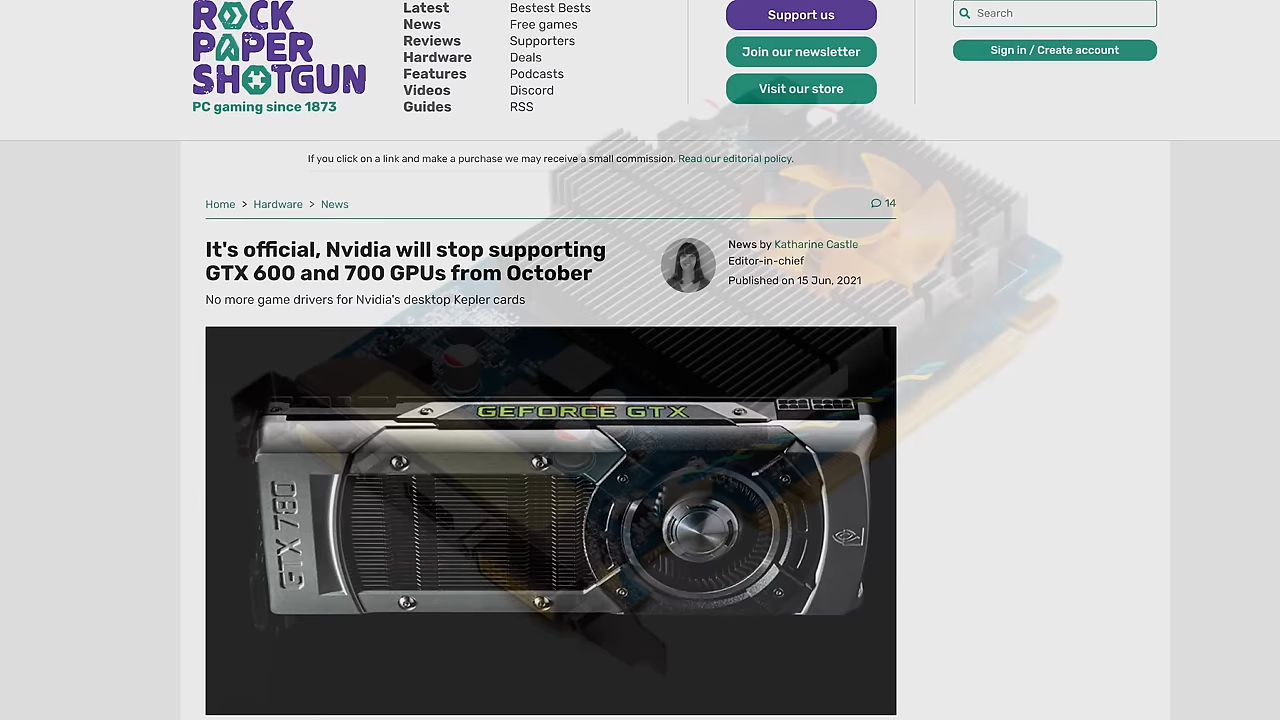 ROCK
PAPER
SHOTGUN
PC gaming since 1873
Latest
News
Reviews
Hardware
Features
Videos
Guides
Bestest Bests
Free games
Supporters
Deals
Podcasts
Discord
RSS
Support us
Join our newsletter
Visit our store
Search
Sign in / Create account
If you click on a link and make a purchase we may receive a small commission. Read our editorial policy.
Home > Hardware > News
14
It's official, Nvidia will stop supporting
GTX 600 and 700 GPUs from October
No more game drivers for Nvidia's desktop Kepler cards
News by Katharine Castle
Editor-in-chief
Published on 15 Jun, 2021
GEFORCE GTX
GTX 780